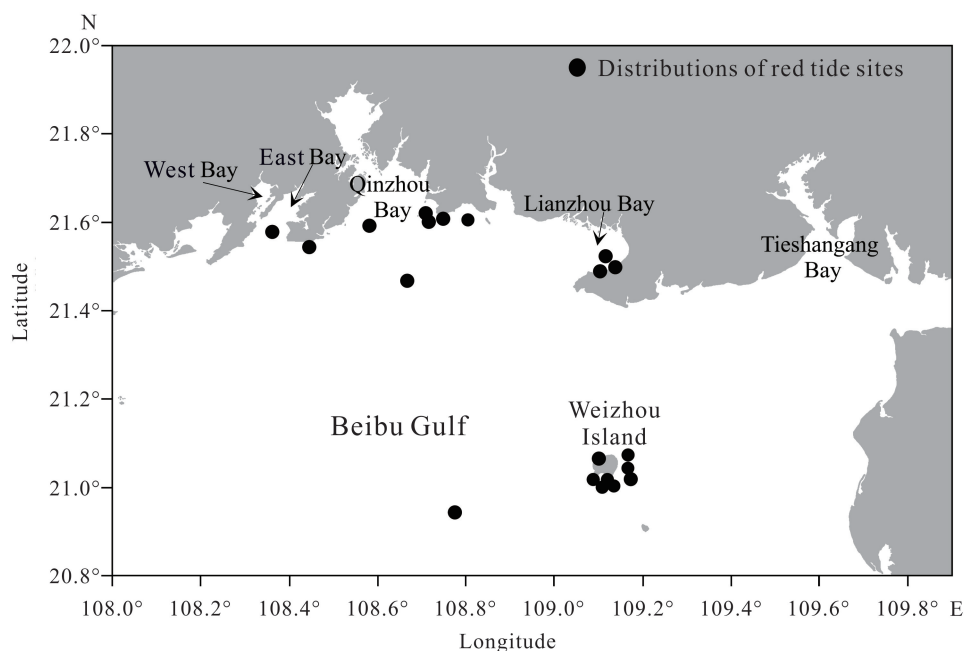 N
22.0°
Distributions of red tide sites
21.8°
West Bay
East Bay
Qinzhou
Bay
Lianzhou Bay
21.6°
Tieshangang
Bay
21.4°
Latitude
21.2°
Weizhou
Island
Beibu Gulf
21.0°
20.8°
108.0° 108.2° 108.4° 108.6° 108.8° 109.0° 109.2° 109.4° 109.6° 109.8° E
Longitude